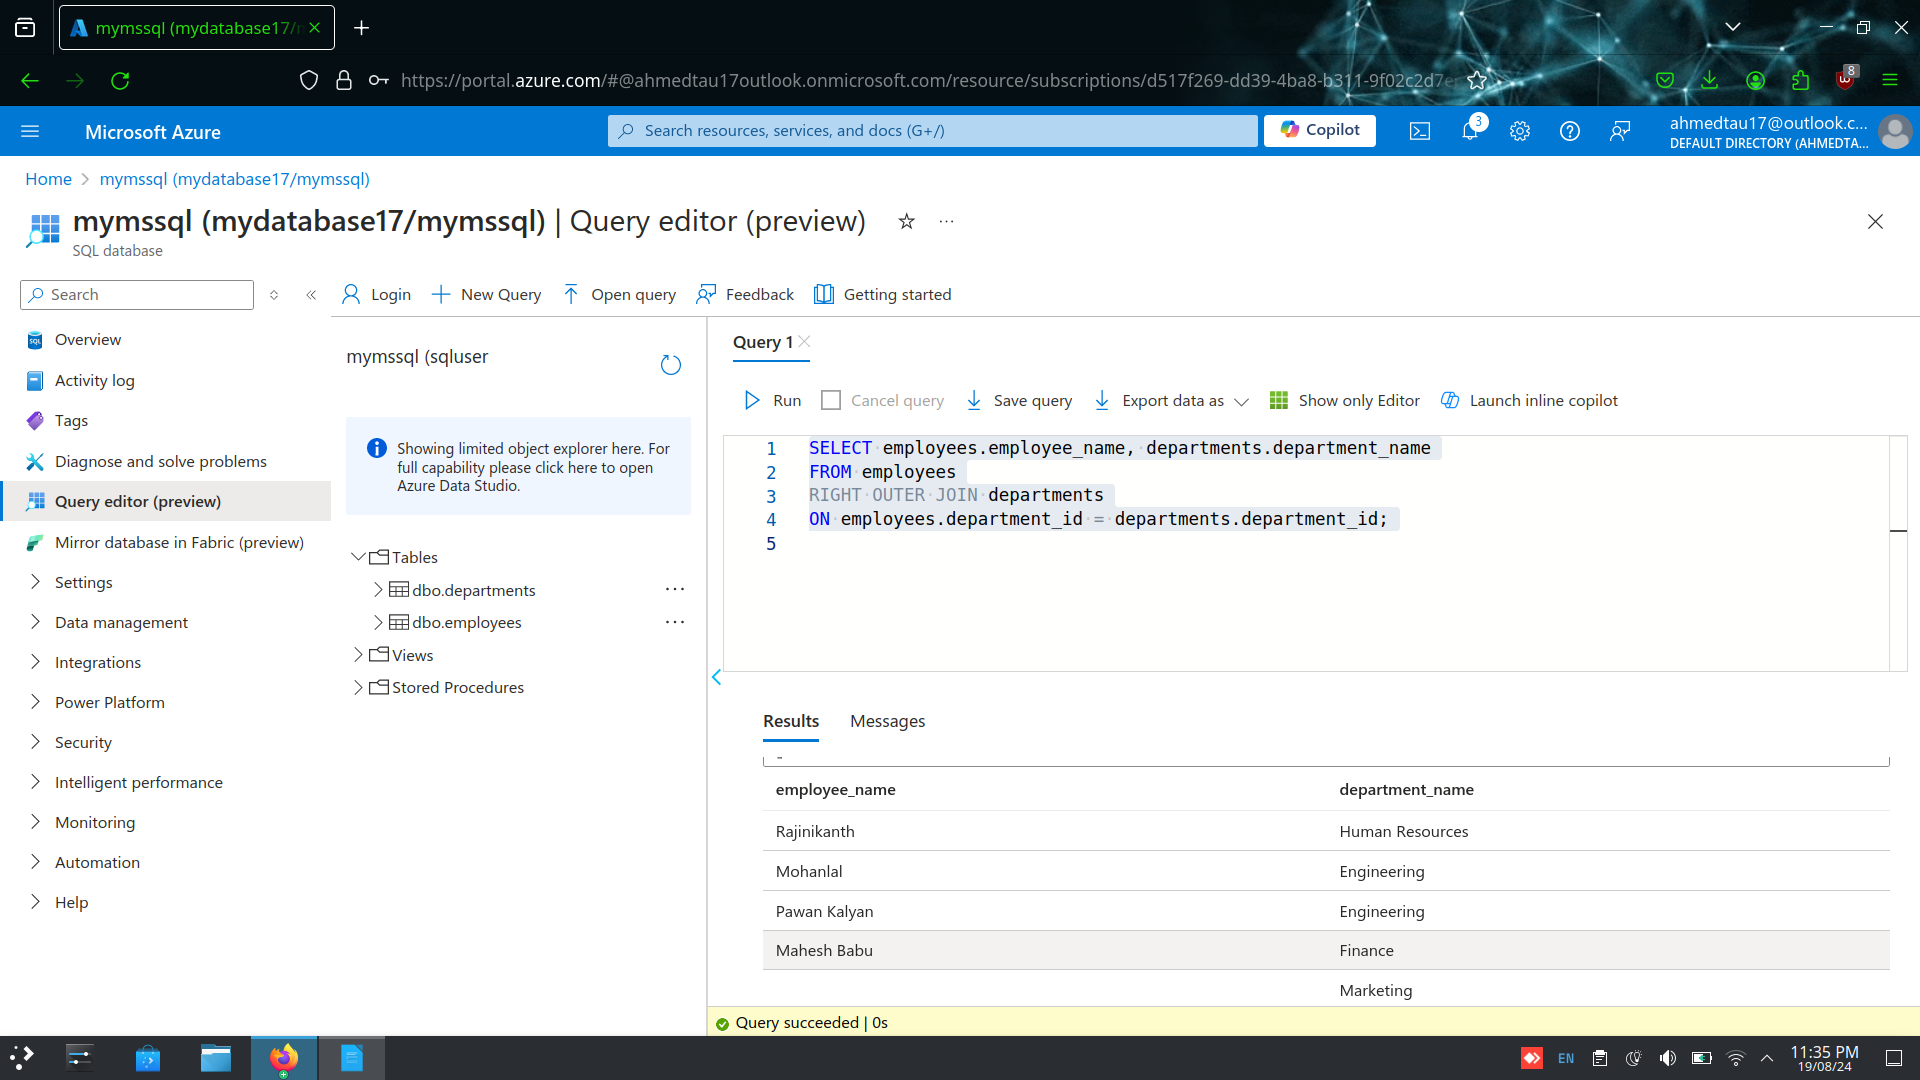 mymssql (mydatabase17/m
https://portal.azure.com/#@ahmedtau17outlook.onmicrosoft.com/resource/subscriptions/d517f269-dd39-4ba8-b311-9f02c2d7e
8
Microsoft Azure
Search resources, services, and docs (G+/)
Copilot
3
ahmedtau17@outlook.c...
DEFAULT DIRECTORY (AHMEDTA...
Home
mymssql (mydatabase17/mymssql)
mymssql (mydatabase17/mymssql) | Query editor (preview)
SQL database
Search
Login
New Query
Open query
Feedback
Getting started
Overview
Activity log
Tags
Diagnose and solve problems
Query editor (preview)
Mirror database in Fabric (preview)
Settings
Data management
Integrations
Power Platform
Security
Intelligent performance
Monitoring
Automation
Help
mymssql (sqluser
Showing limited object explorer here. For
full capability please click here to open
Azure Data Studio.
Tables
dbo.departments
dbo.employees
Views
Stored Procedures
Query 1
Run
Cancel query
Save query
Export data as
Show only Editor
Launch inline copilot
1 SELECT employees.employee_name, departments.department_name
2 FROM employees
3 RIGHT OUTER JOIN departments
4 ON employees.department_id = departments.department_id;
5
Results
Messages
employee_name department_name
Rajinikanth Human Resources
Mohanlal Engineering
Pawan Kalyan Engineering
Mahesh Babu Finance
Marketing
Query succeeded | 0s
EN
11:35 PM
19/08/24